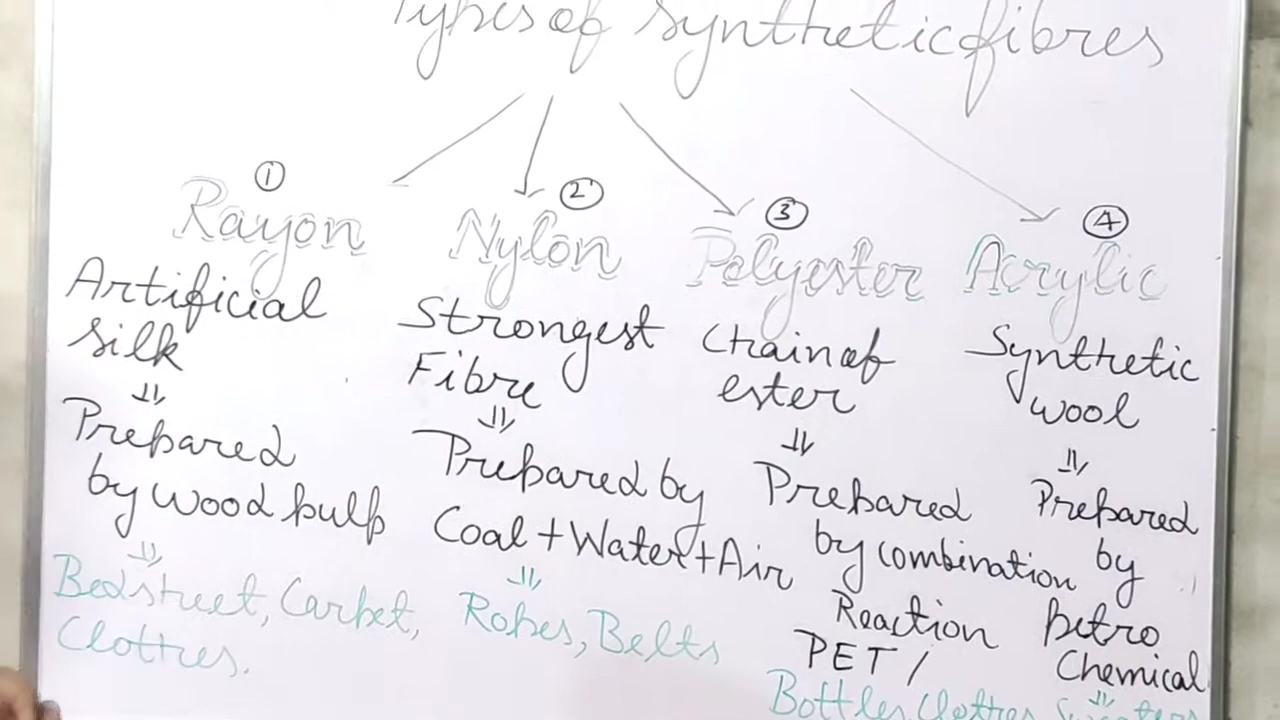 Types of Synthetic fibres
① Rayon
Artificial
silk
Prepared
by wood pulp
Bedsheet, Carpet,
Clothes.
② Nylon
Strongest
Fibre
Prepared by
Coal + Water + Air
Ropes, Belts
③ Polyester
Chain of
ester
Prepared
by combination
Reaction
PET /
Bottles, Clothes
④ Acrylic
Synthetic
wool
Prepared
by
petro
Chemical